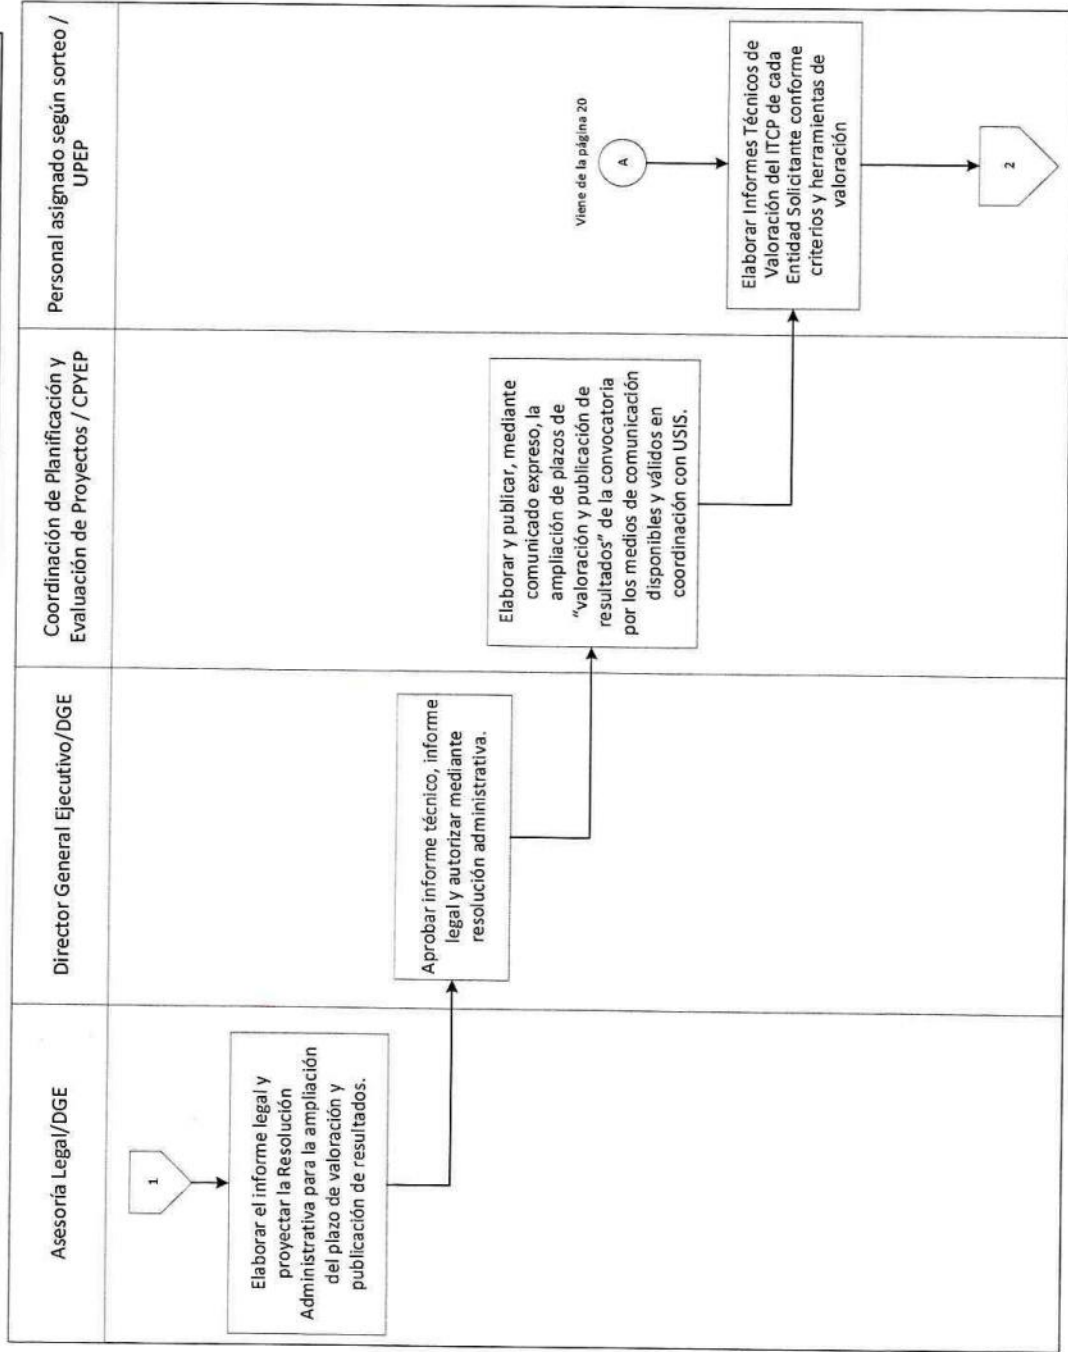 Asesoría Legal/DGE
Director General Ejecutivo/DGE
Coordinación de Planificación y
Evaluación de Proyectos / CPYEP
Personal asignado según sorteo /
UPEP
1
Elaborar el informe legal y
proyectar la Resolución
Administrativa para la ampliación
del plazo de valoración y
publicación de resultados.
Aprobar informe técnico, informe
legal y autorizar mediante
resolución administrativa.
Elaborar y publicar, mediante
comunicado expreso, la
ampliación de plazos de
“valoración y publicación de
resultados” de la convocatoria
por los medios de comunicación
disponibles y válidos en
coordinación con USIS.
Viene de la página 20
A
Elaborar Informes Técnicos de
Valoración del ITCP de cada
Entidad Solicitante conforme
criterios y herramientas de
valoración
2